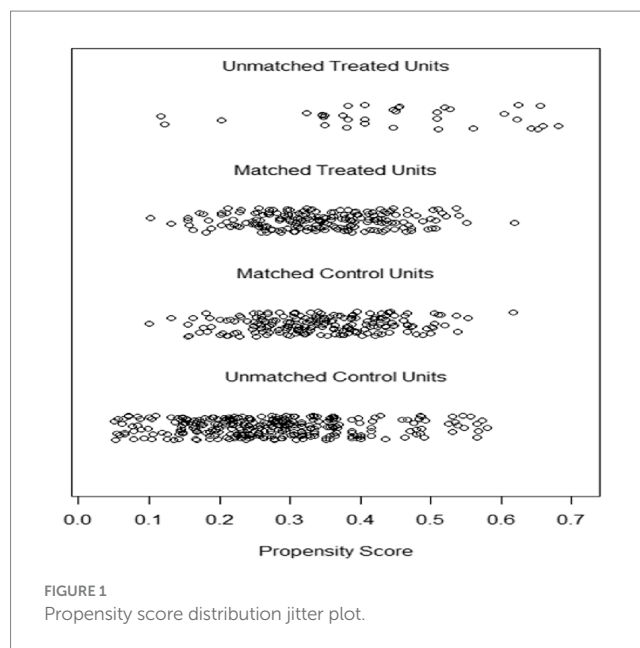 Unmatched Treated Units
Matched Treated Units
Matched Control Units
Unmatched Control Units
0.0 0.1 0.2 0.3 0.4 0.5 0.6 0.7
Propensity Score
FIGURE 1
Propensity score distribution jitter plot.